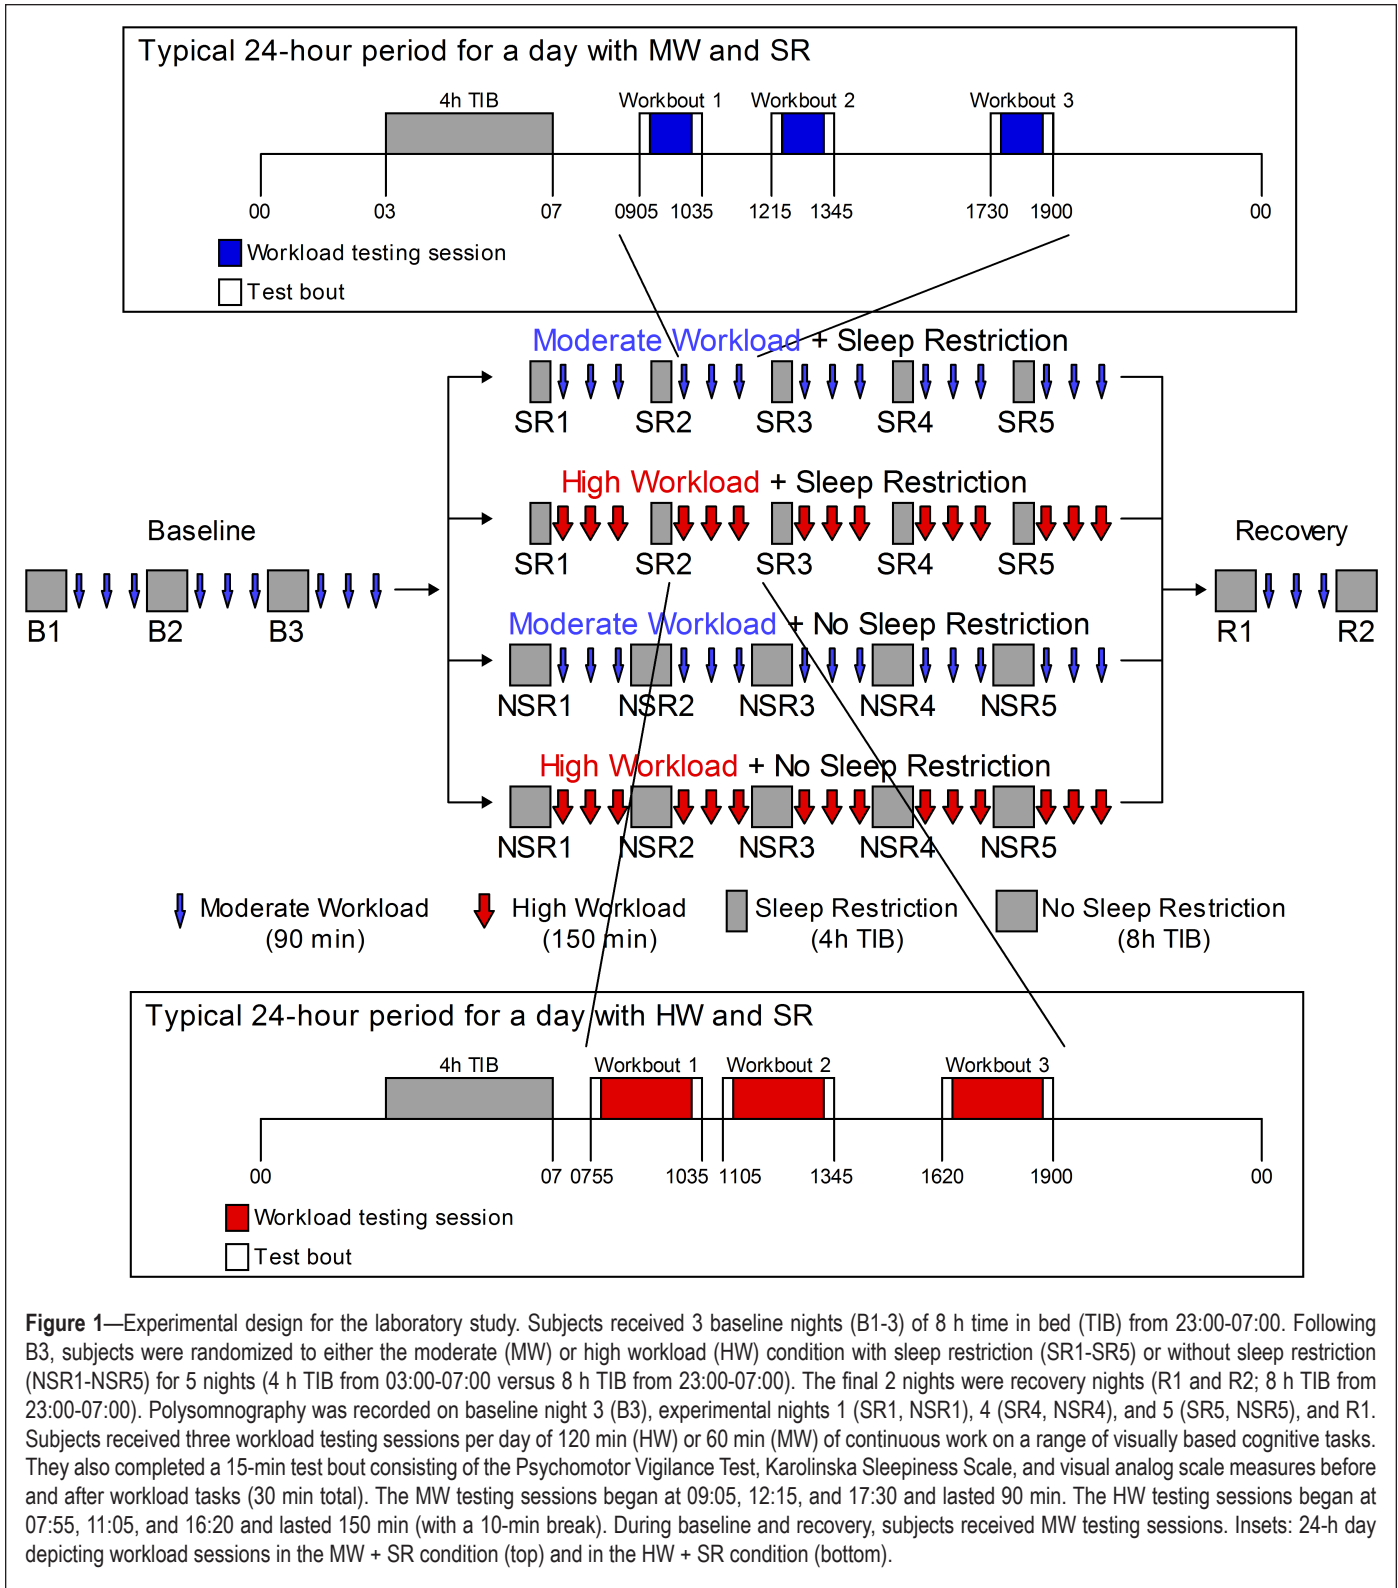 Typical 24-hour period for a day with MW and SR
4h TIB
Workbout 1
Workbout 2
Workbout 3
00
03
07
0905
1035
1215
1345
1730
1900
00
Workload testing session
Test bout
Moderate Workload + Sleep Restriction
SR1
SR2
SR3
SR4
SR5
High Workload + Sleep Restriction
SR1
SR2
SR3
SR4
SR5
Baseline
B1
B2
B3
Recovery
R1
R2
Moderate Workload + No Sleep Restriction
NSR1
NSR2
NSR3
NSR4
NSR5
High Workload + No Sleep Restriction
NSR1
NSR2
NSR3
NSR4
NSR5
Moderate Workload
(90 min)
High Workload
(150 min)
Sleep Restriction
(4h TIB)
No Sleep Restriction
(8h TIB)
Typical 24-hour period for a day with HW and SR
4h TIB
Workbout 1
Workbout 2
Workbout 3
00
07
0755
1035
1105
1345
1620
1900
00
Workload testing session
Test bout
Figure 1—Experimental design for the laboratory study. Subjects received 3 baseline nights (B1-3) of 8 h time in bed (TIB) from 23:00-07:00. Following
B3, subjects were randomized to either the moderate (MW) or high workload (HW) condition with sleep restriction (SR1-SR5) or without sleep restriction
(NSR1-NSR5) for 5 nights (4 h TIB from 03:00-07:00 versus 8 h TIB from 23:00-07:00). The final 2 nights were recovery nights (R1 and R2; 8 h TIB from
23:00-07:00). Polysomnography was recorded on baseline night 3 (B3), experimental nights 1 (SR1, NSR1), 4 (SR4, NSR4), and 5 (SR5, NSR5), and R1.
Subjects received three workload testing sessions per day of 120 min (HW) or 60 min (MW) of continuous work on a range of visually based cognitive tasks.
They also completed a 15-min test bout consisting of the Psychomotor Vigilance Test, Karolinska Sleepiness Scale, and visual analog scale measures before
and after workload tasks (30 min total). The MW testing sessions began at 09:05, 12:15, and 17:30 and lasted 90 min. The HW testing sessions began at
07:55, 11:05, and 16:20 and lasted 150 min (with a 10-min break). During baseline and recovery, subjects received MW testing sessions. Insets: 24-h day
depicting workload sessions in the MW + SR condition (top) and in the HW + SR condition (bottom).